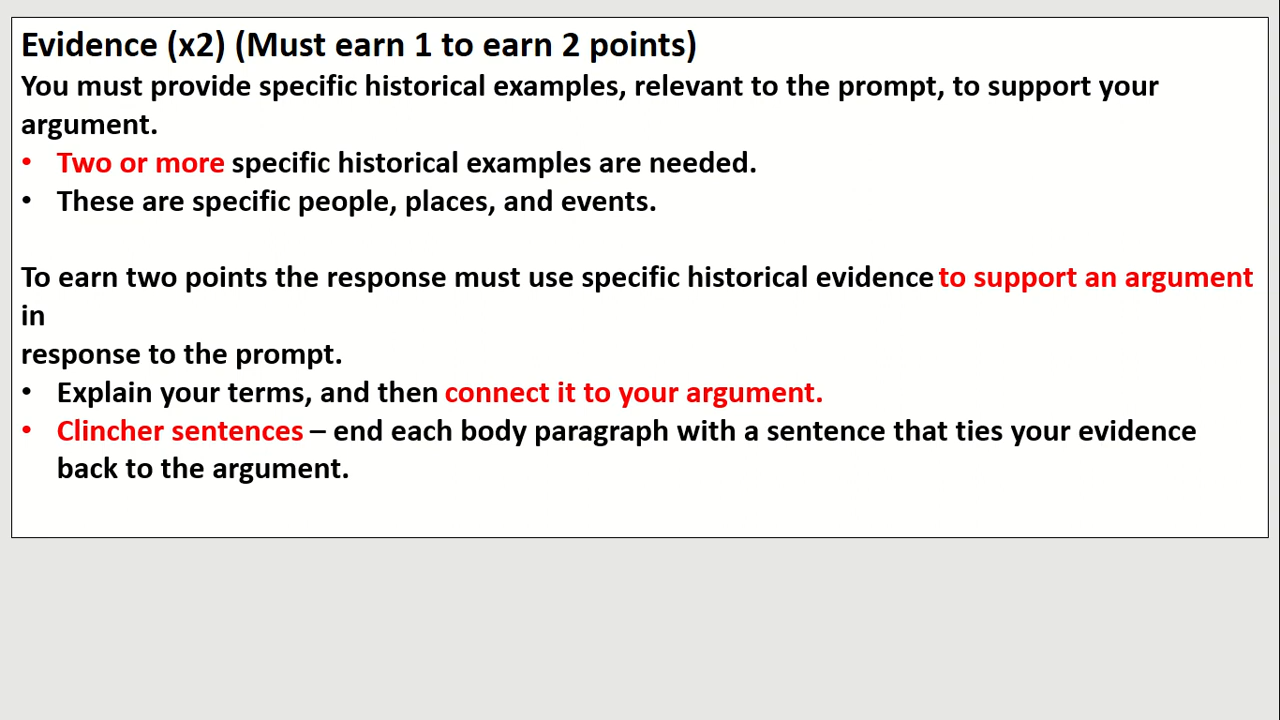 Evidence (x2) (Must earn 1 to earn 2 points)
You must provide specific historical examples, relevant to the prompt, to support your
argument.
• Two or more specific historical examples are needed.
• These are specific people, places, and events.
To earn two points the response must use specific historical evidence to support an argument
in
response to the prompt.
• Explain your terms, and then connect it to your argument.
• Clincher sentences – end each body paragraph with a sentence that ties your evidence
back to the argument.